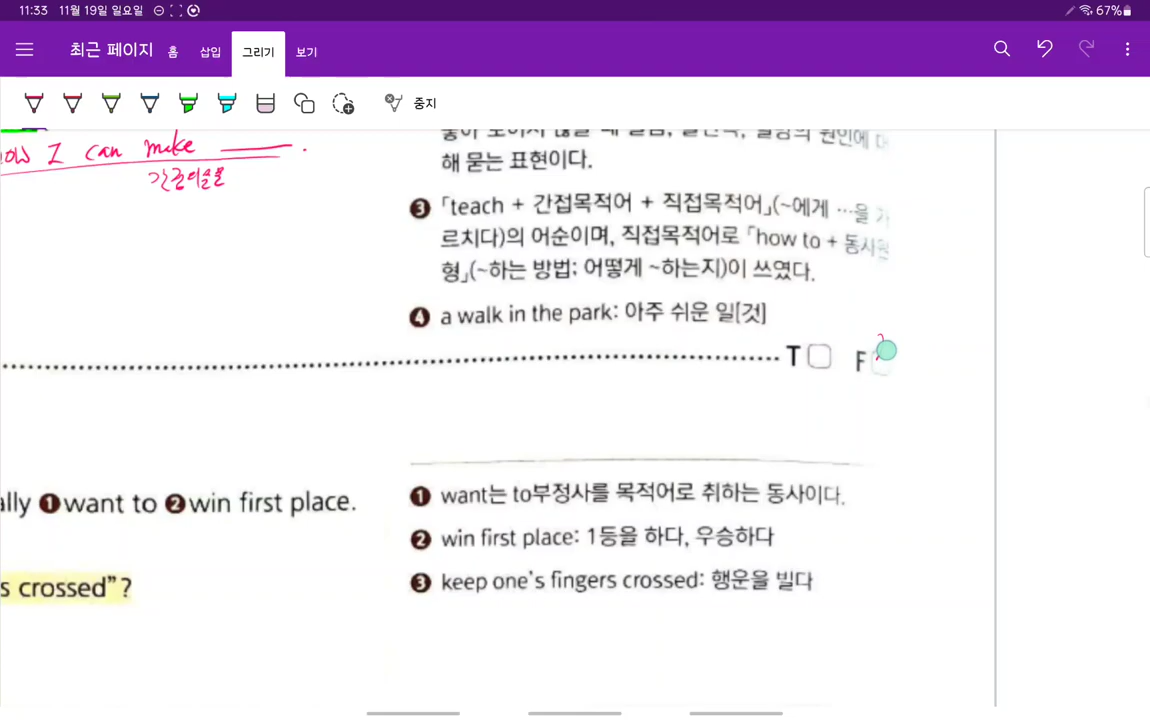 11:33 11월 19일 일요일 67%
최근 페이지 홈 삽입 그리기 보기
중지
I can make ____ .
해 묻는 표현이다.
❸ 「teach + 간접목적어 + 직접목적어」(~에게 …을 가
르치다)의 어순이며, 직접목적어로 「how to + 동사원
형」(~하는 방법; 어떻게 ~하는지)이 쓰였다.
❹ a walk in the park: 아주 쉬운 일[것]
T F
❶ want는 to부정사를 목적어로 취하는 동사이다.
ally ❶want to ❷win first place.
❷ win first place: 1등을 하다, 우승하다
❸ keep one's fingers crossed: 행운을 빌다
s crossed”?